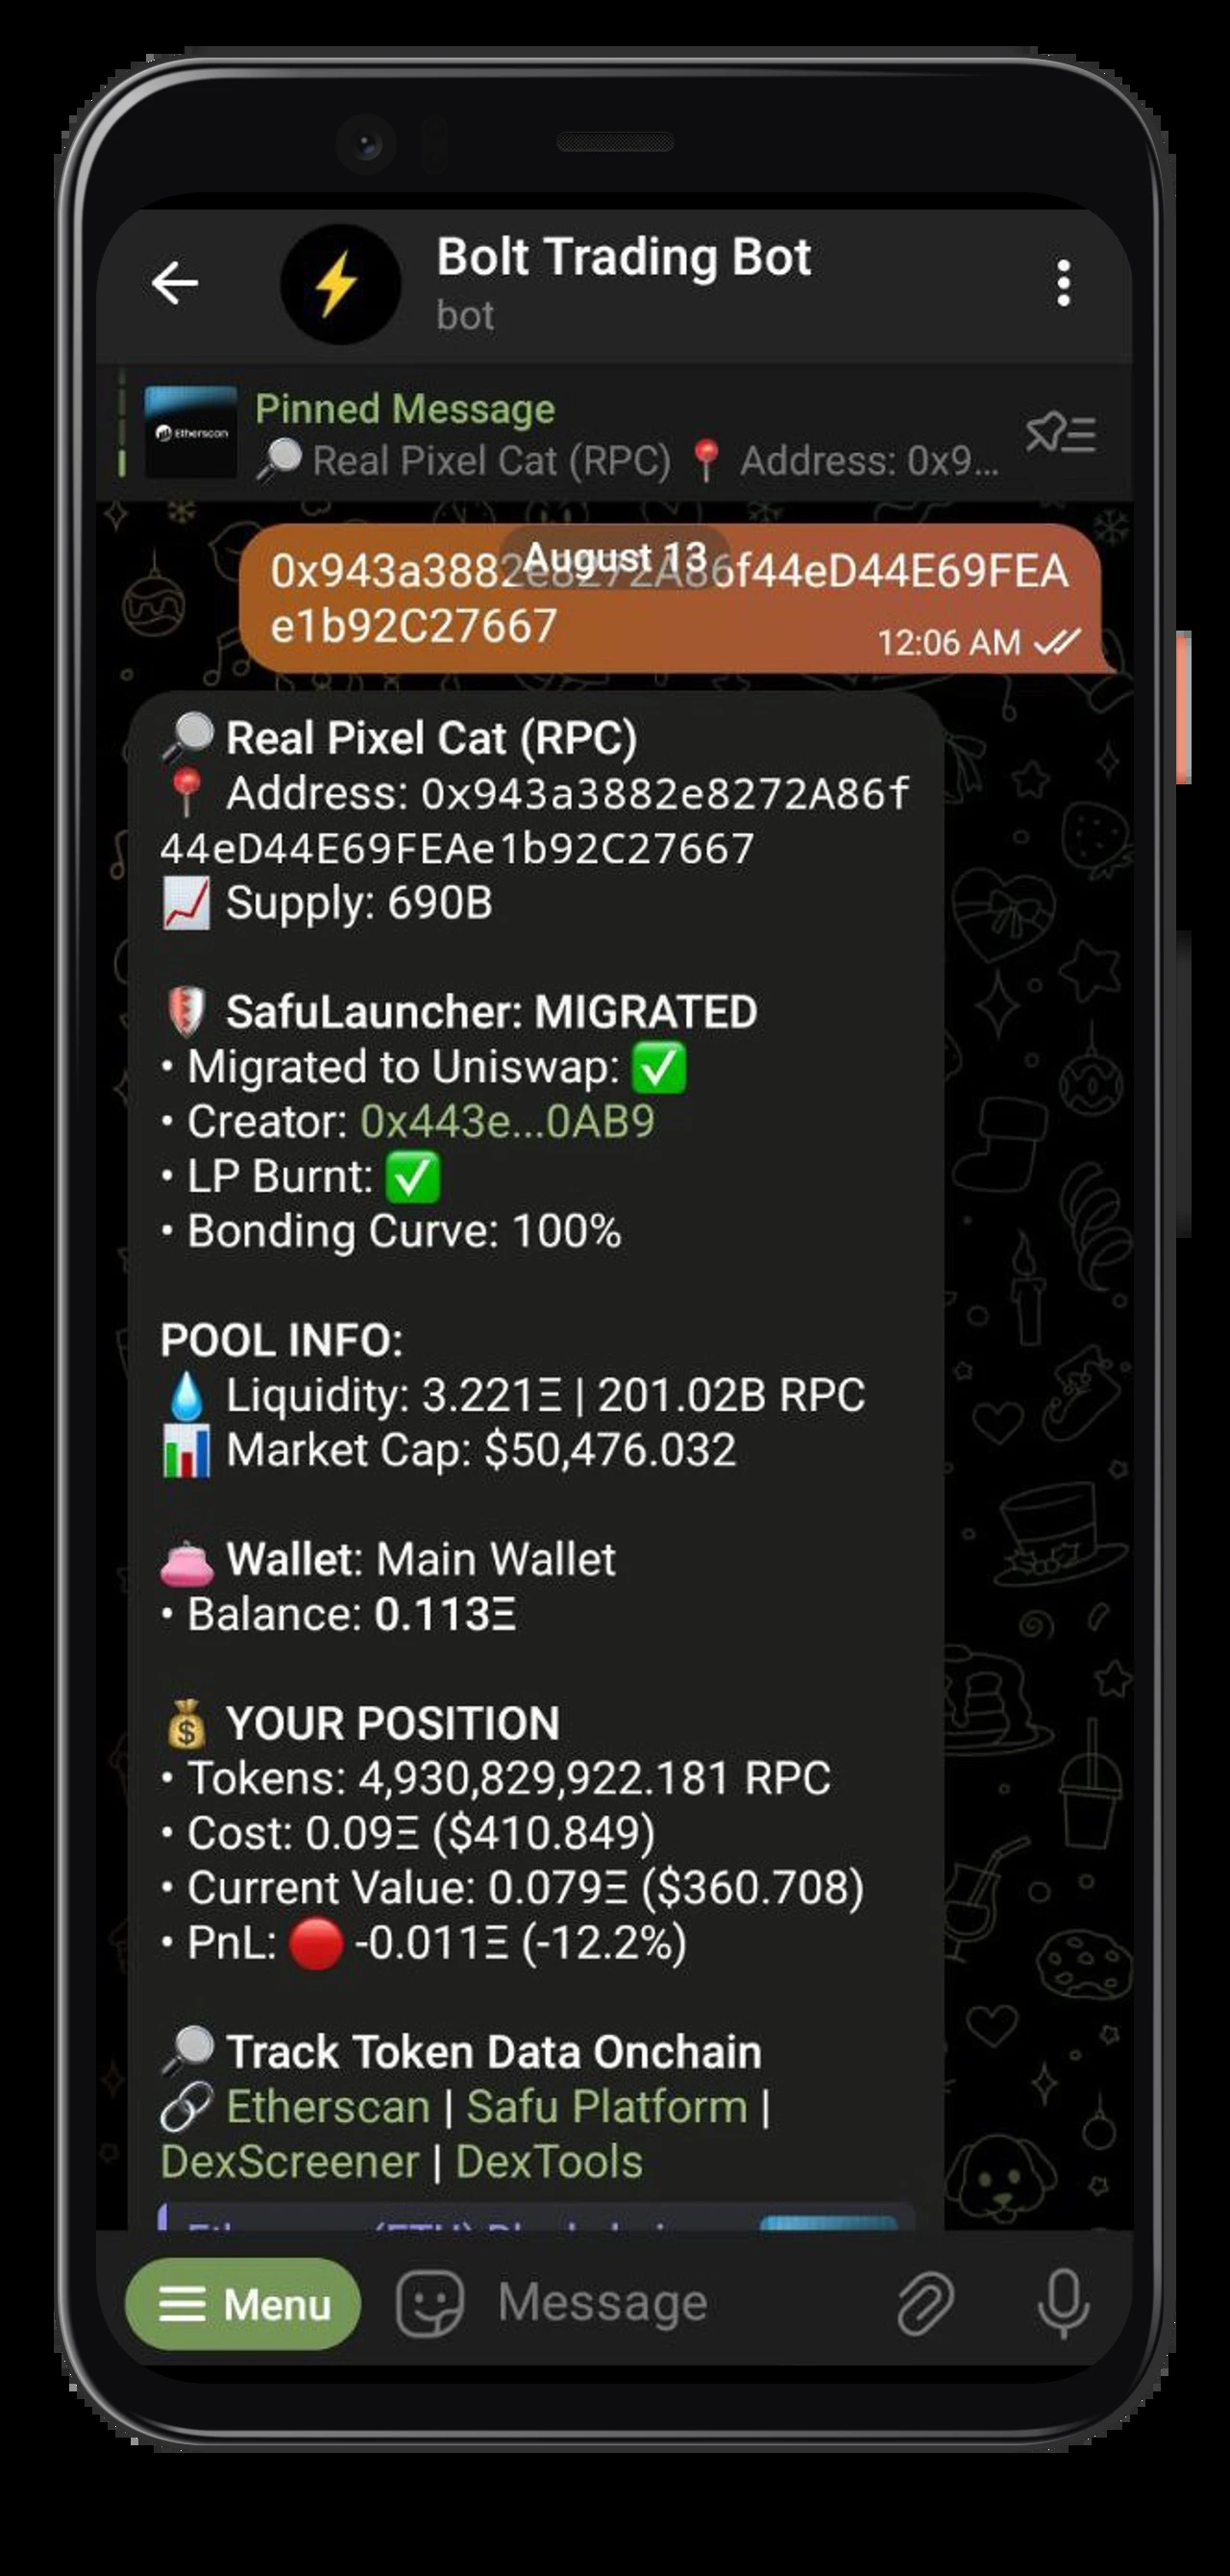 Bolt Trading Bot
bot
Pinned Message
Etherscan
🔎 Real Pixel Cat (RPC) 📍 Address: 0x9...
August 13
0x943a3882e8272A86f44eD44E69FEA
e1b92C27667
12:06 AM
🔎 Real Pixel Cat (RPC)
📍 Address: 0x943a3882e8272A86f
44eD44E69FEAe1b92C27667
📈 Supply: 690B
🛡 SafuLauncher: MIGRATED
• Migrated to Uniswap: ✅
• Creator: 0x443e...0AB9
• LP Burnt: ✅
• Bonding Curve: 100%
POOL INFO:
💧 Liquidity: 3.221Ξ | 201.02B RPC
📊 Market Cap: $50,476.032
👛 Wallet: Main Wallet
• Balance: 0.113Ξ
💰 YOUR POSITION
• Tokens: 4,930,829,922.181 RPC
• Cost: 0.09Ξ ($410.849)
• Current Value: 0.079Ξ ($360.708)
• PnL: 🔴 -0.011Ξ (-12.2%)
🔎 Track Token Data Onchain
🔗 Etherscan | Safu Platform |
DexScreener | DexTools
Menu
Message